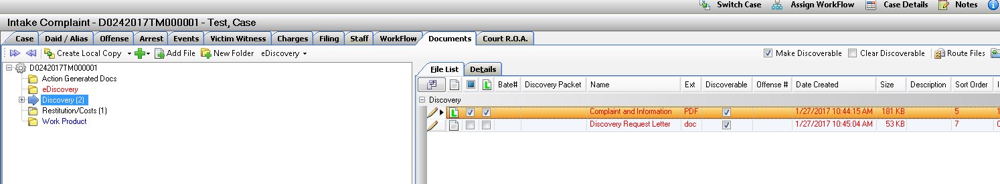 Switch Case Assign WorkFlow Case Details Notes
Intake Complaint - D0242017TM000001 - Test, Case
Case Daid / Alias Offense Arrest Events Victim Witness Charges Filing Staff WorkFlow Documents Court R.O.A.
Create Local Copy Add File New Folder eDiscovery Make Discoverable Clear Discoverable Route Files
D0242017TM000001
Action Generated Docs
eDiscovery
Discovery (2)
Restitution/Costs (1)
Work Product
File List Details
Bate# Discovery Packet Name Ext Discoverable Offense # Date Created Size Description Sort Order
Discovery
Complaint and Information PDF 1/27/2017 10:44:15 AM 181 KB 5
Discovery Request Letter doc 1/27/2017 10:45:04 AM 53 KB 7